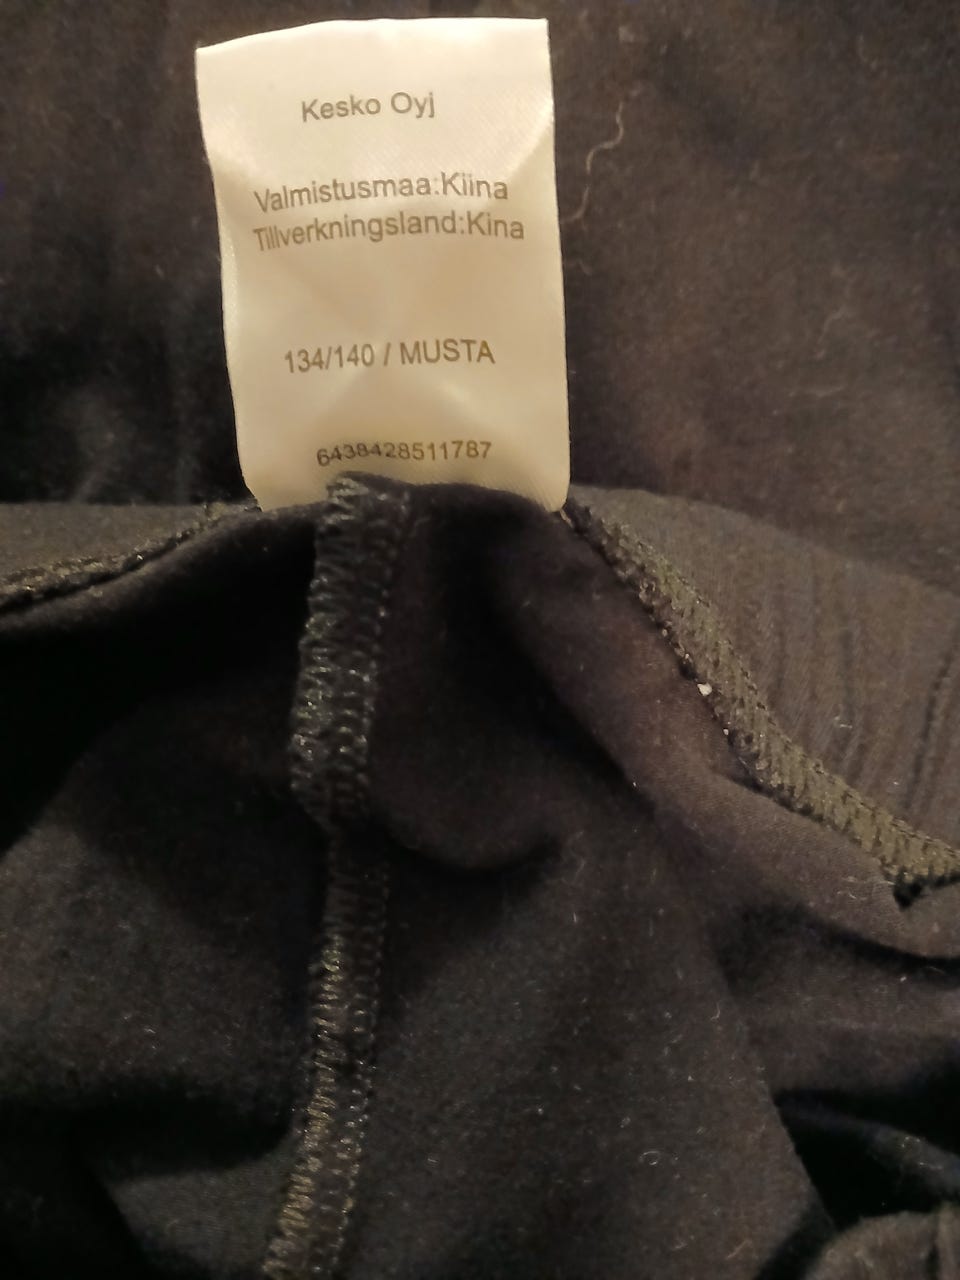 Kesko Oyj
Valmistusmaa:Kiina
Tillverkningsland:Kina
134/140 / MUSTA
6438428511787